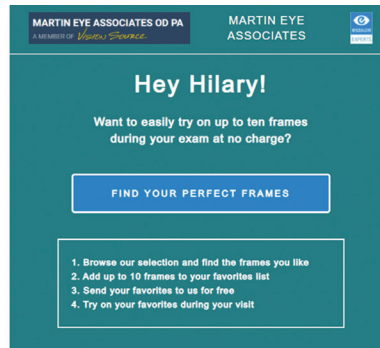 MARTIN EYE ASSOCIATES OD PA
A MEMBER OF Vision Source
MARTIN EYE
ASSOCIATES
EXPERTS
Hey Hilary!
Want to easily try on up to ten frames
during your exam at no charge?
FIND YOUR PERFECT FRAMES
1. Browse our selection and find the frames you like
2. Add up to 10 frames to your favorites list
3. Send your favorites to us for free
4. Try on your favorites during your visit